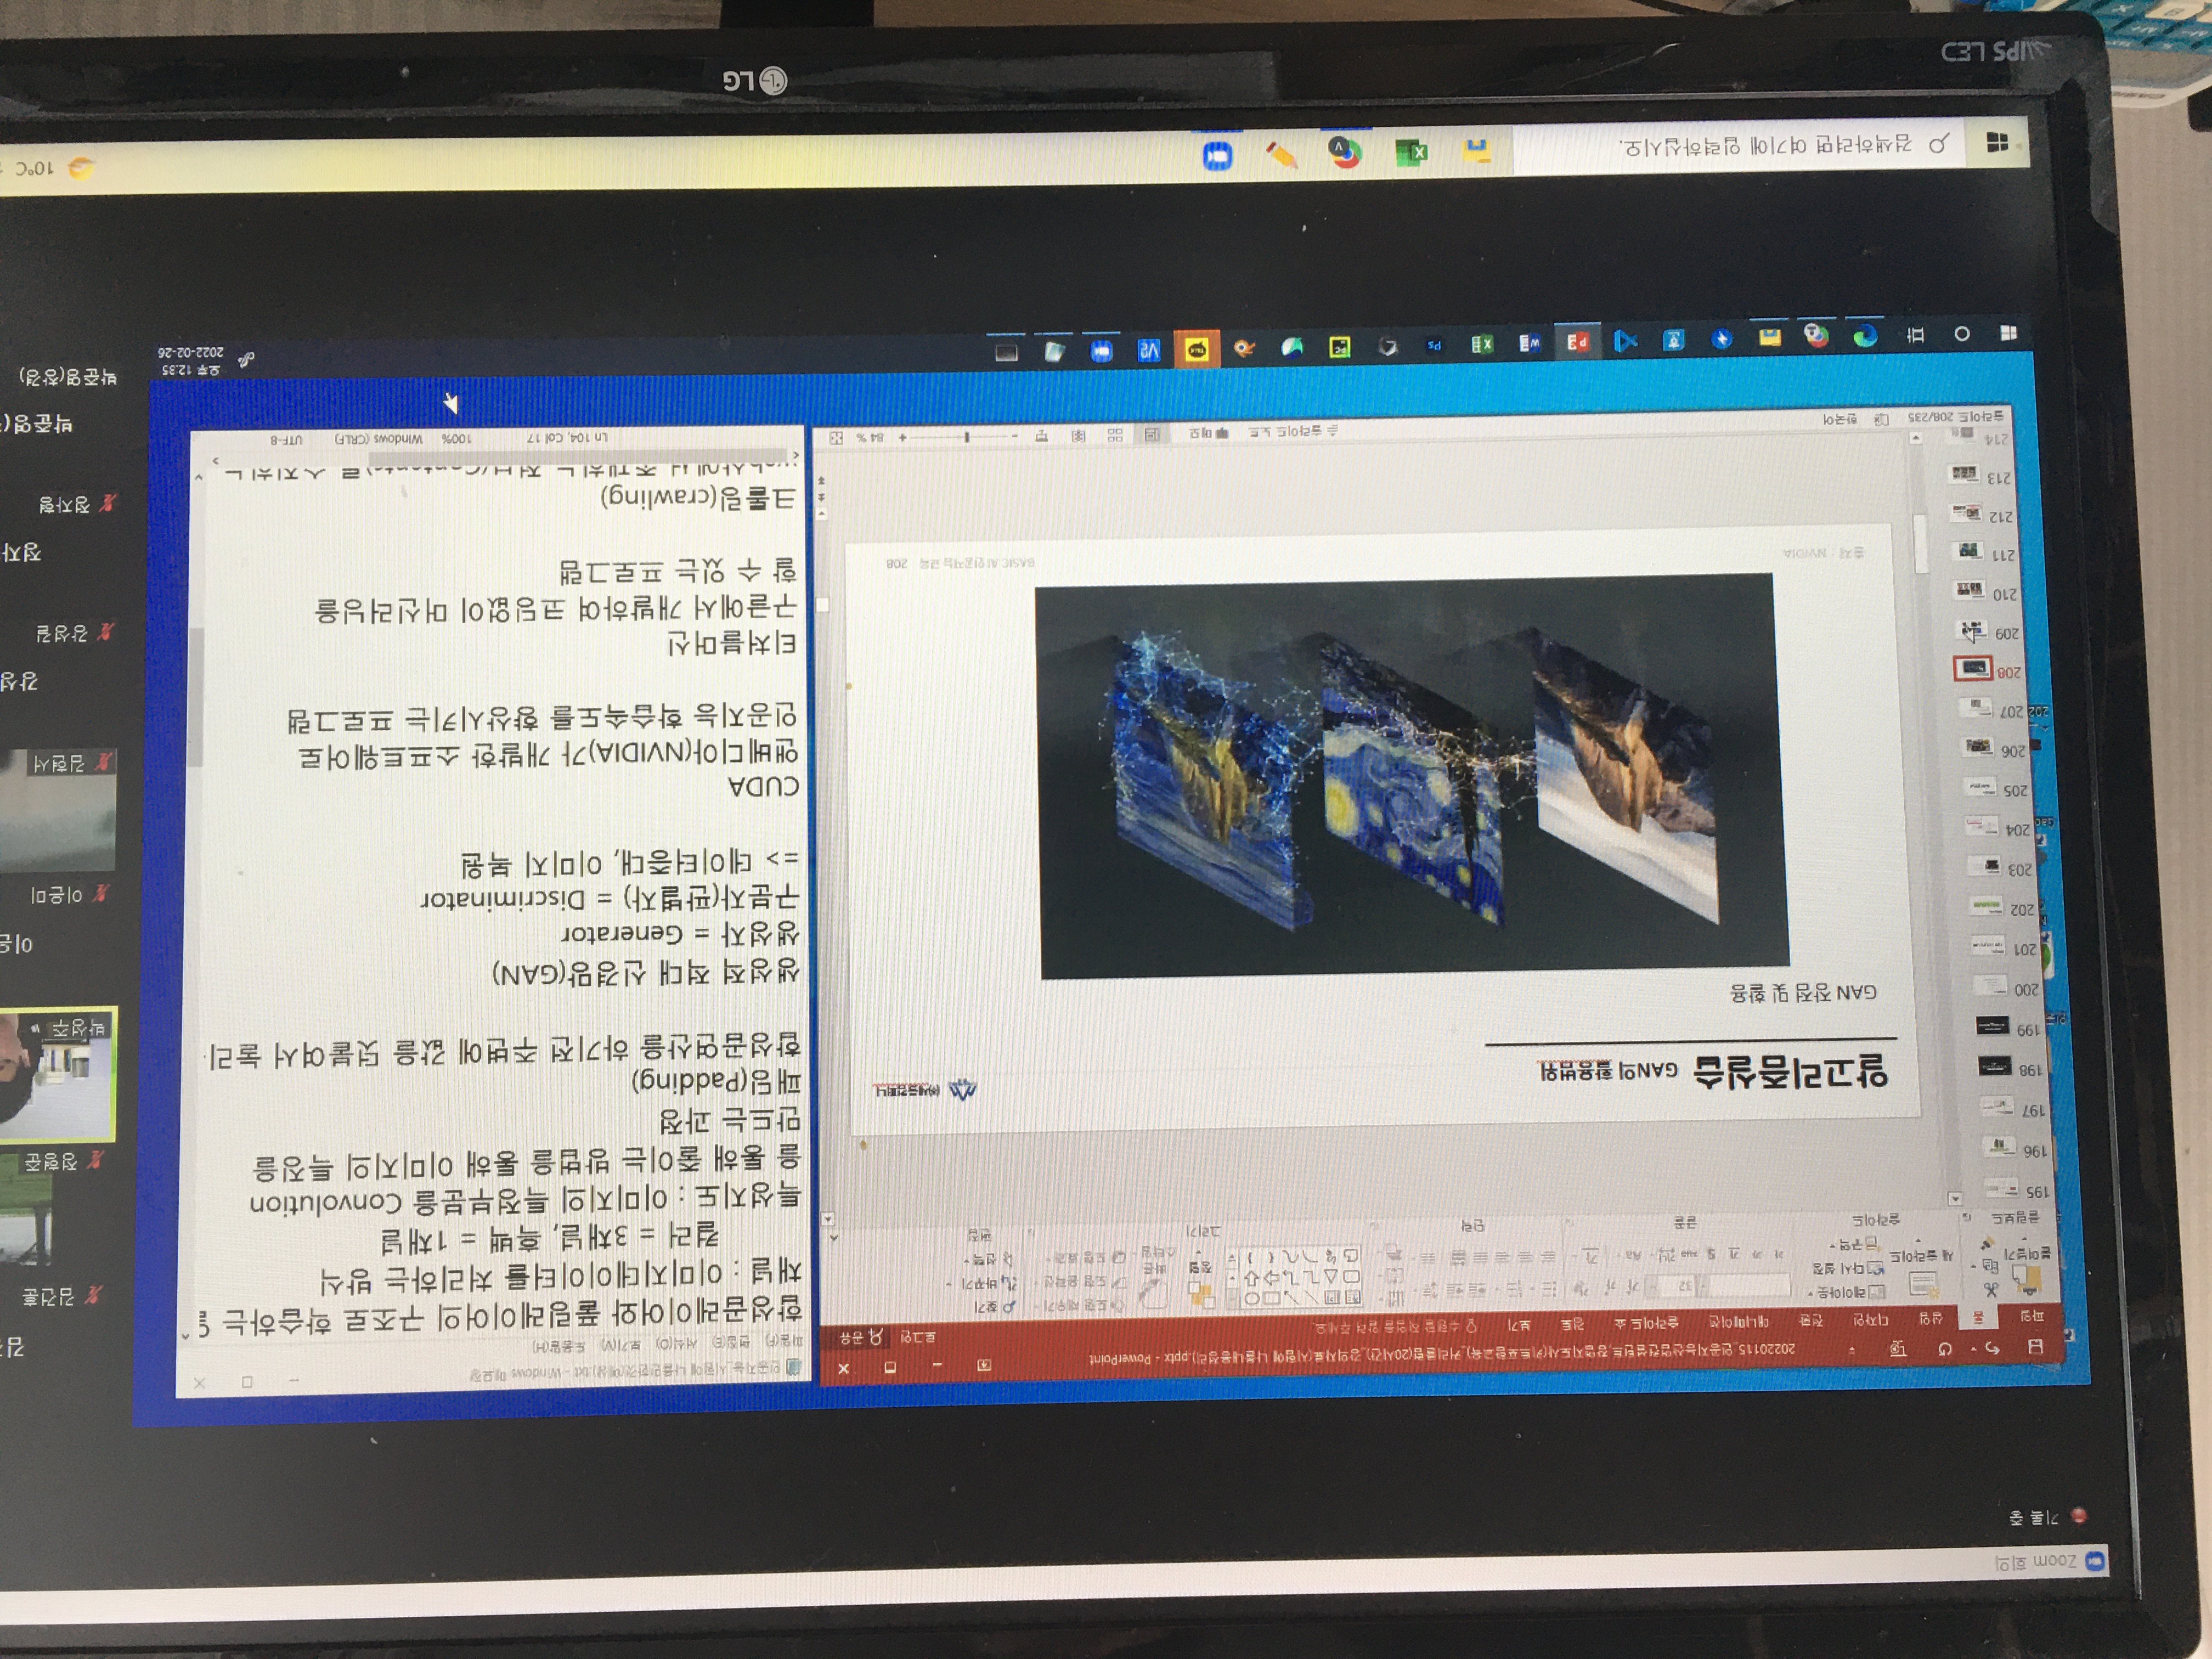 Zoom 회의
기록 중
20220115_인공지능산업컨설턴트,창업지도사(키트포함교육)_커리큘럼(20시간)_강의자료(시험에 나올내용정리).pptx - PowerPoint
로그인 공유
파일 홈 삽입 디자인 전환 애니메이션 슬라이드 쇼 검토 보기 수행할 작업을 알려 주세요.
붙여넣기
새 슬라이드
레이아웃
다시 설정
구역
32
정렬
빠른 스타일
도형 채우기
도형 윤곽선
도형 효과
찾기
바꾸기
선택
클립보드 슬라이드 글꼴 단락 그리기 편집
195
196
197
198
199
200
201
202
203
204
205
206
207
208
209
210
211
212
213
214
알고리즘실습 GAN의 활용범위
㈜세들컴퍼니
GAN 장점 및 활용
출처 : NVIDIA
BASIC AI 인공지능 교육 208
슬라이드 208/235 한국어
슬라이드 노트 메모 84 %
인공지능_시험에 나올만한것(예상).txt - Windows 메모장
파일(F) 편집(E) 서식(O) 보기(V) 도움말(H)
합성곱레이어와 풀링레이어의 구조로 학습하는
채널 : 이미지데이이터를 처리하는 방식
컬러 = 3채널, 흑백 = 1채널
특성지도 : 이미지의 특정부분을 Convolution
을 통해 줄이는 방법을 통해 이미지의 특징을
만드는 과정
패딩(Padding)
합성곱연산을 하기전 주변에 값을 덧붙여서 눌리
생성적 적대 신경망(GAN)
생성자 = Generator
구분자(판별자) = Discriminator
=> 데이터증대, 이미지 복원
CUDA
앤베디아(NVIDIA)가 개발한 소프트웨어로
인공지능 학습속도를 향상시키는 프로그램
티처블머신
구글에서 개발하여 코딩없이 머신러닝을
할 수 있는 프로그램
크롤링(crawling)
web상에서 존재하는 정보(Contents)를 수집하는
Ln 104, Col 17 100% Windows (CRLF) UTF-8
김건훈
정형준
박성주
이은미
김현서
강성
강성길
정자
정자형
박준영(
박준영(창경)
오후 12:35
2022-02-26
검색하려면 여기에 입력하십시오.
10°C
LG
IPS LED